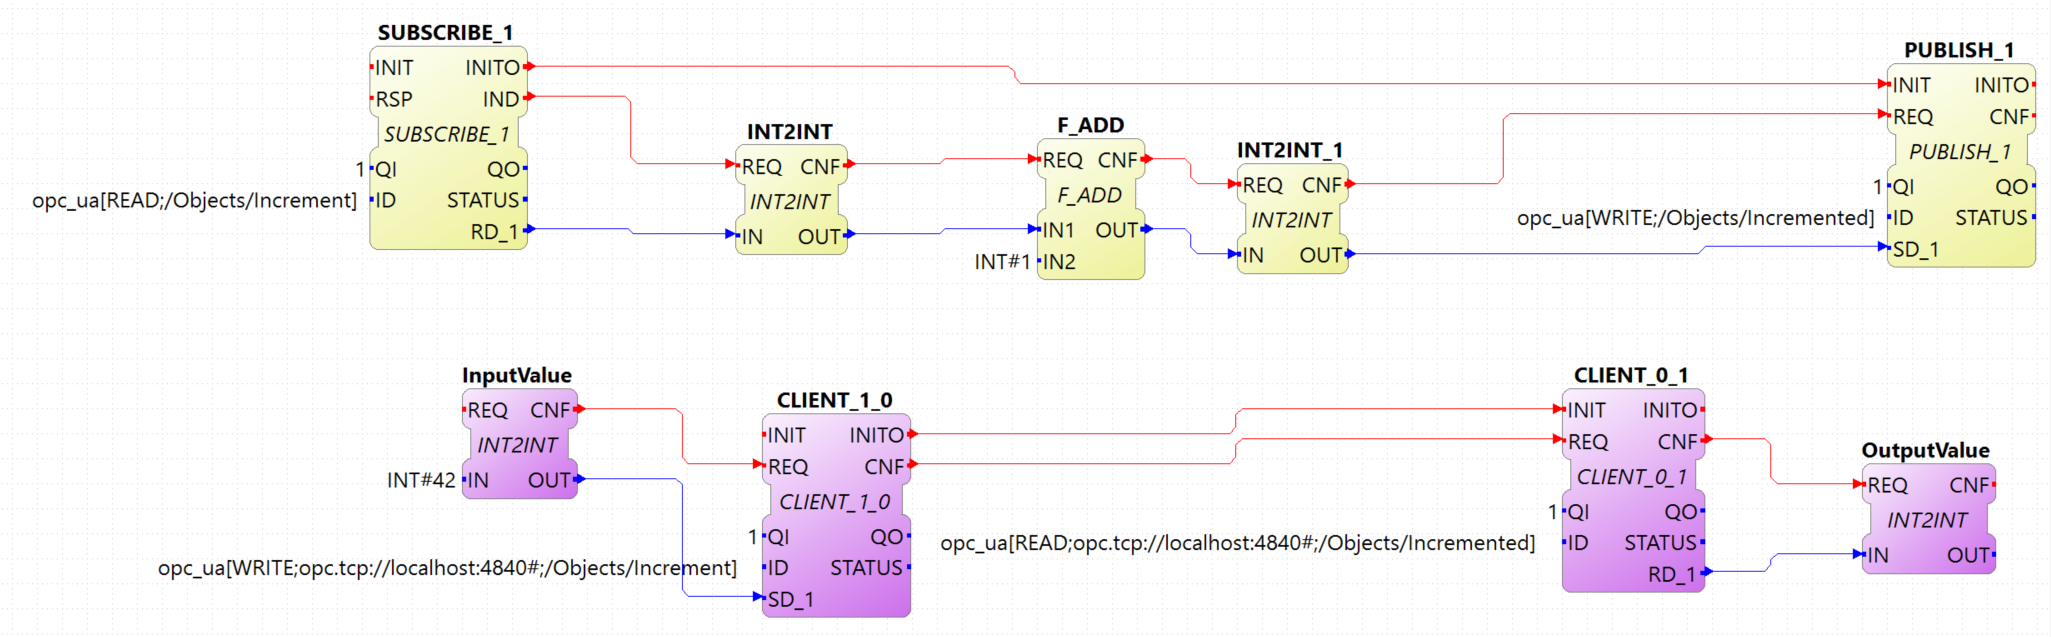 SUBSCRIBE_1
INIT INITO
RSP IND
SUBSCRIBE_1
1 QI QO
opc_ua[READ;/Objects/Increment] ID STATUS
RD_1
INT2INT
REQ CNF
INT2INT
IN OUT
F_ADD
REQ CNF
F_ADD
IN1 OUT
INT#1 IN2
INT2INT_1
REQ CNF
INT2INT
IN OUT
PUBLISH_1
INIT INITO
REQ CNF
PUBLISH_1
1 QI QO
opc_ua[WRITE;/Objects/Incremented] ID STATUS
SD_1
InputValue
REQ CNF
INT2INT
INT#42 IN OUT
CLIENT_1_0
INIT INITO
REQ CNF
CLIENT_1_0
1 QI QO
opc_ua[WRITE;opc.tcp://localhost:4840#;/Objects/Increment] ID STATUS
SD_1
CLIENT_0_1
INIT INITO
REQ CNF
CLIENT_0_1
1 QI QO
opc_ua[READ;opc.tcp://localhost:4840#;/Objects/Incremented] ID STATUS
RD_1
OutputValue
REQ CNF
INT2INT
IN OUT